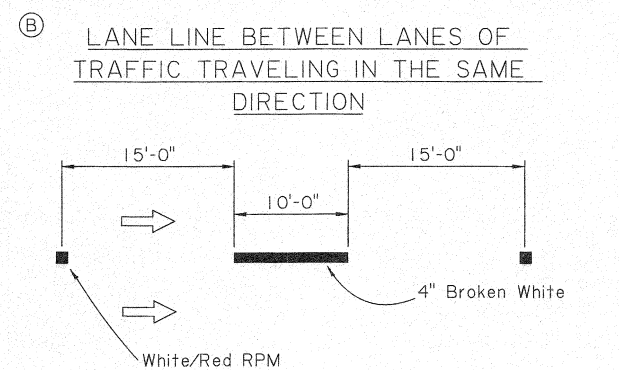 B
LANE LINE BETWEEN LANES OF
TRAFFIC TRAVELING IN THE SAME
DIRECTION
15'-0"
15'-0"
10'-0"
4" Broken White
White/Red RPM